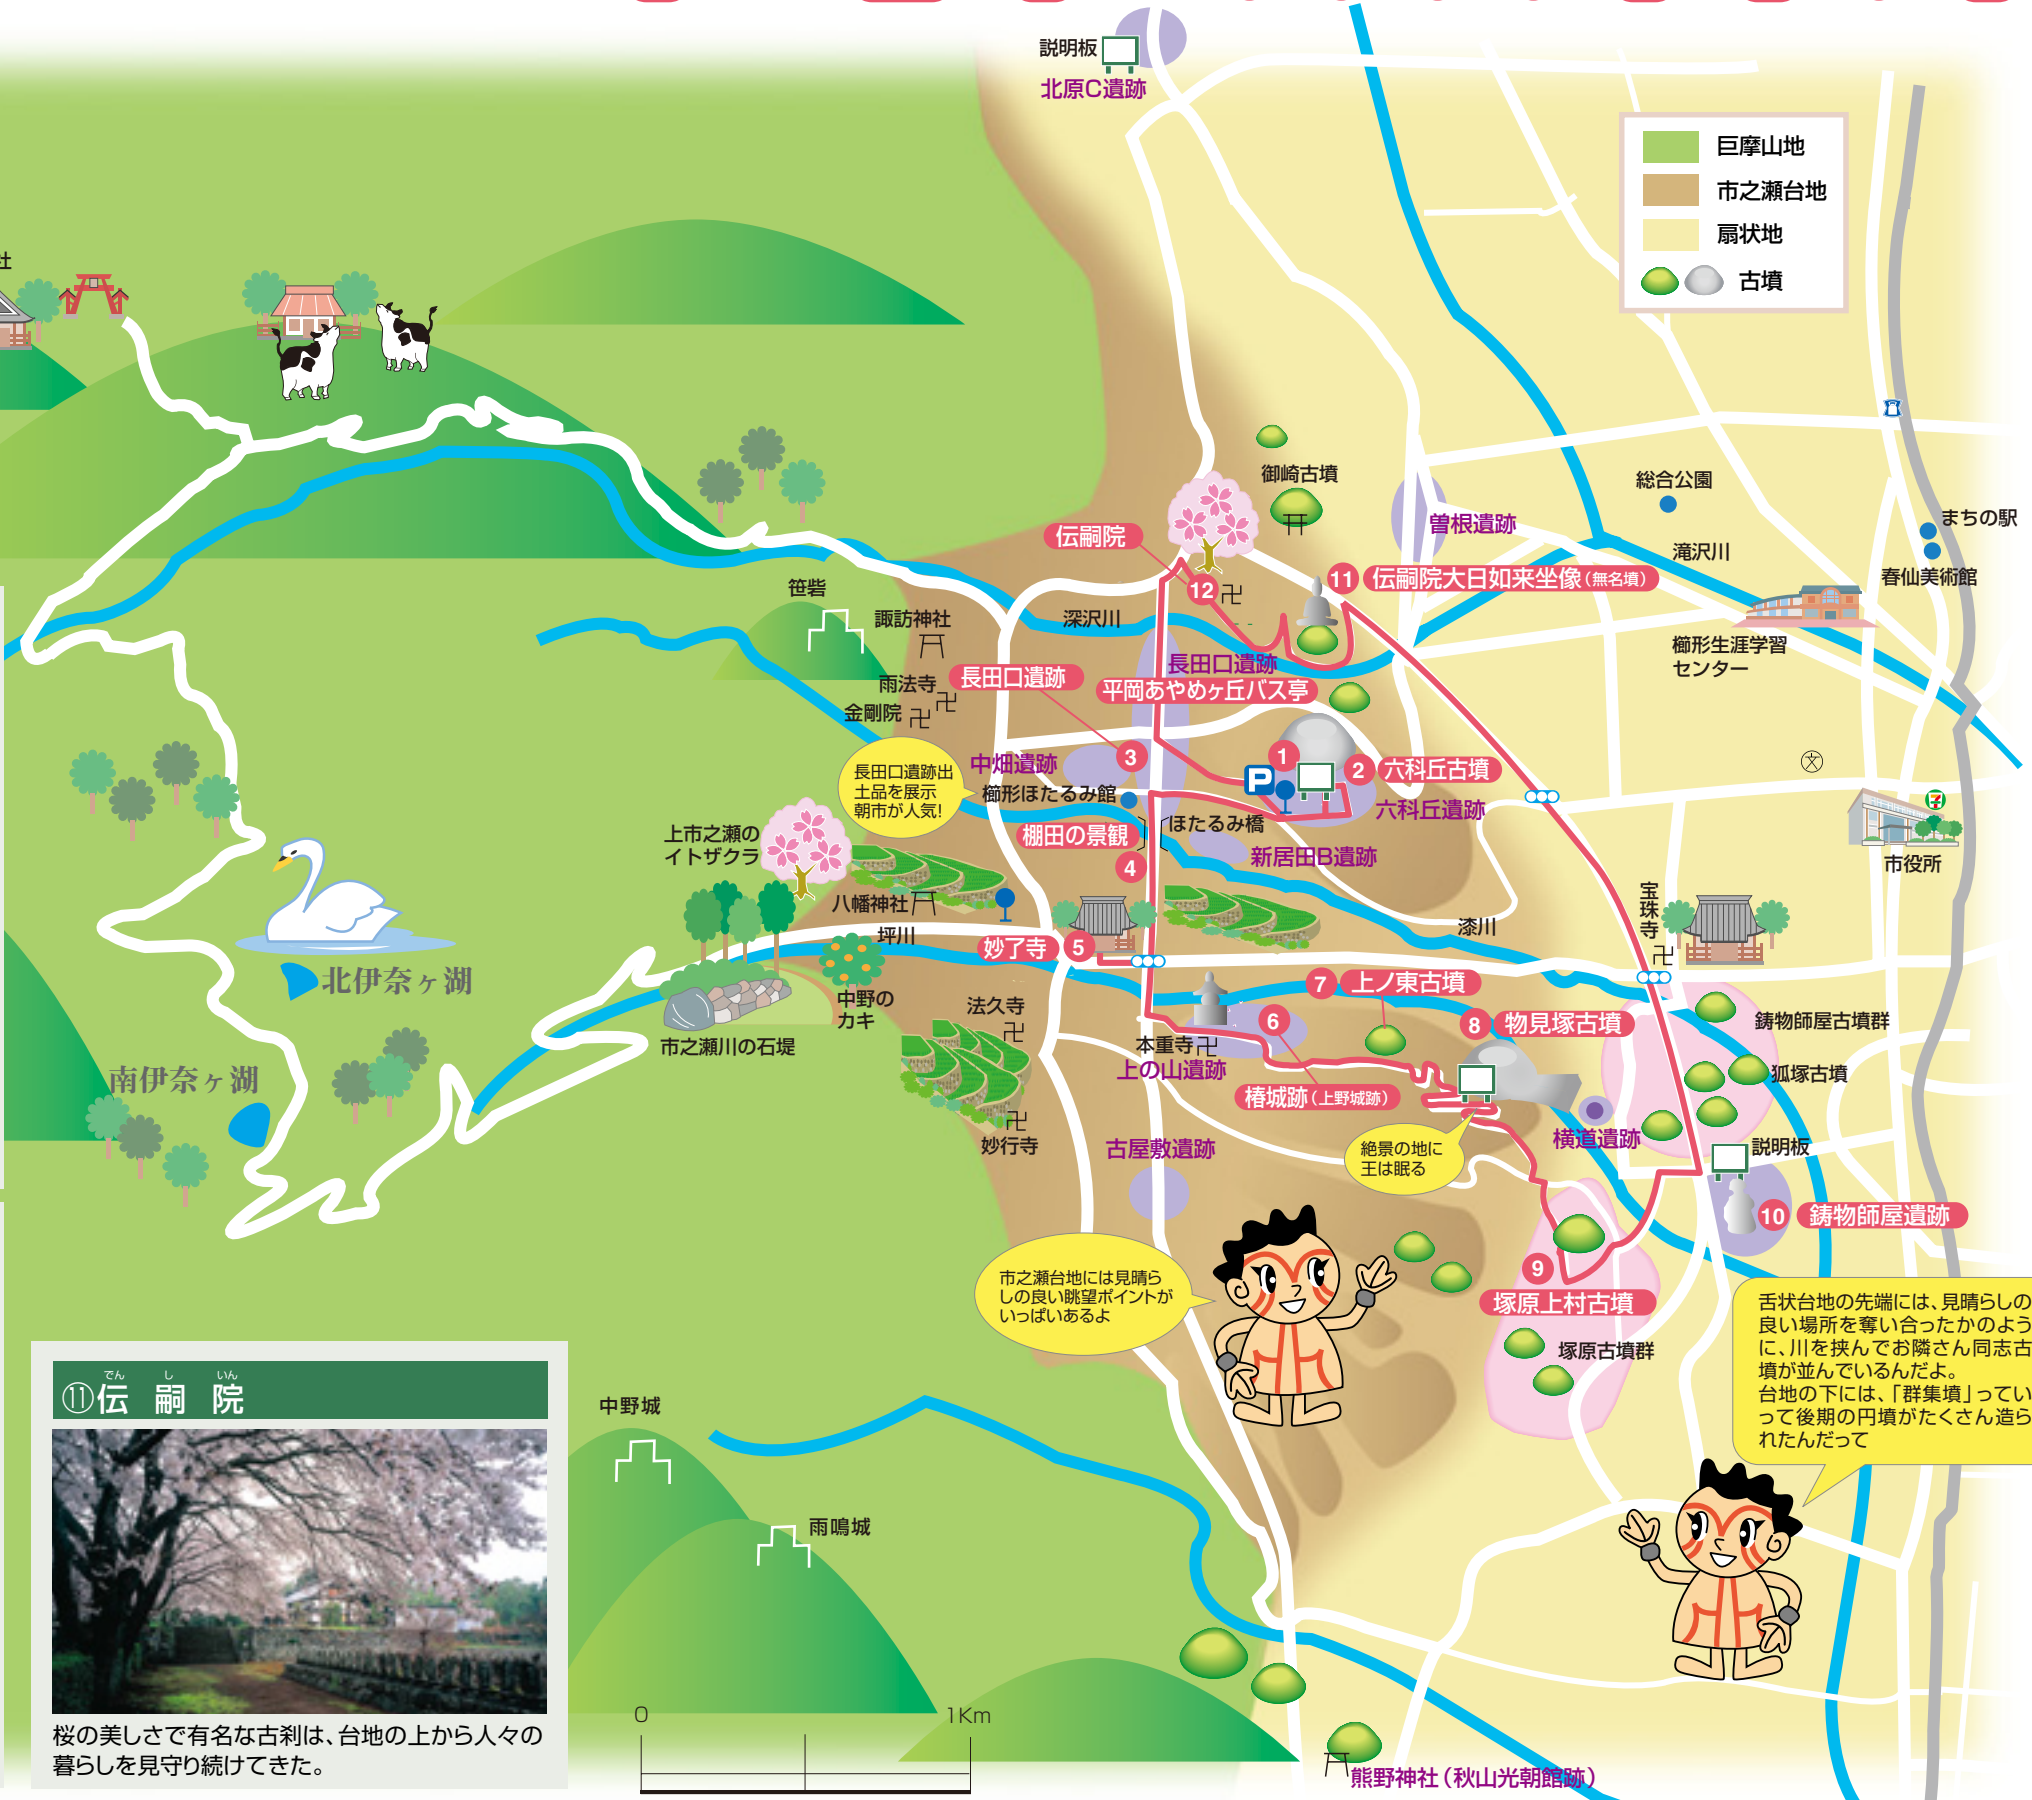 説明板
北原C遺跡
巨摩山地
市之瀬台地
扇状地
古墳
社
御崎古墳
曽根遺跡
総合公園
まちの駅
滝沢川
春仙美術館
櫛形生涯学習
センター
伝嗣院
12
11 伝嗣院大日如来坐像(無名墳)
笹砦
諏訪神社
深沢川
長田口遺跡
長田口遺跡
平岡あやめヶ丘バス亭
雨法寺
金剛院
中畑遺跡
3
1
P
2 六科丘古墳
六科丘遺跡
長田口遺跡出
土品を展示
朝市が人気!
櫛形ほたるみ館
ほたるみ橋
棚田の景観
4
新居田B遺跡
文
7
市役所
上市之瀬の
イトザクラ
八幡神社
坪川
妙了寺 5
漆川
宝珠寺
北伊奈ヶ湖
南伊奈ヶ湖
中野の
カキ
市之瀬川の石堤
法久寺
妙行寺
本重寺
上の山遺跡
6
椿城跡(上野城跡)
7 上ノ東古墳
8 物見塚古墳
鋳物師屋古墳群
狐塚古墳
横道遺跡
説明板
10 鋳物師屋遺跡
絶景の地に
王は眠る
古屋敷遺跡
9
塚原上村古墳
塚原古墳群
市之瀬台地には見晴ら
しの良い眺望ポイントが
いっぱいあるよ
舌状台地の先端には、見晴らしの
良い場所を奪い合ったかのよう
に、川を挟んでお隣さん同志古
墳が並んでいるんだよ。
台地の下には、「群集墳」ってい
って後期の円墳がたくさん造ら
れたんだって
でん し いん
⑪伝 嗣 院
桜の美しさで有名な古刹は、台地の上から人々の
暮らしを見守り続けてきた。
中野城
雨鳴城
0 1Km
熊野神社(秋山光朝館跡)